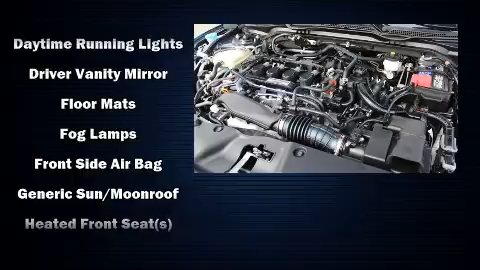 Daytime Running Lights
Driver Vanity Mirror
Floor Mats
Fog Lamps
Front Side Air Bag
Generic Sun/Moonroof
Heated Front Seat(s)